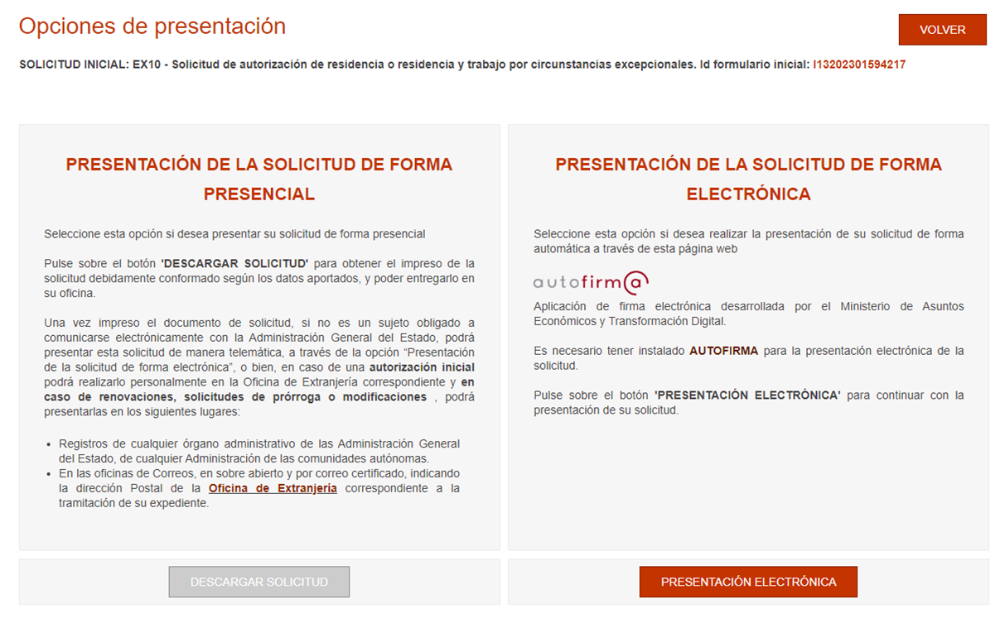 Opciones de presentación
VOLVER
SOLICITUD INICIAL: EX10 - Solicitud de autorización de residencia o residencia y trabajo por circunstancias excepcionales. Id formulario inicial: I13202301594217
PRESENTACIÓN DE LA SOLICITUD DE FORMA
PRESENCIAL
Seleccione esta opción si desea presentar su solicitud de forma presencial
Pulse sobre el botón 'DESCARGAR SOLICITUD' para obtener el impreso de la
solicitud debidamente conformado según los datos aportados, y poder entregarlo en
su oficina.
Una vez impreso el documento de solicitud, si no es un sujeto obligado a
comunicarse electrónicamente con la Administración General del Estado, podrá
presentar esta solicitud de manera telemática, a través de la opción “Presentación
de la solicitud de forma electrónica”, o bien, en caso de una autorización inicial
podrá realizarlo personalmente en la Oficina de Extranjería correspondiente y en
caso de renovaciones, solicitudes de prórroga o modificaciones , podrá
presentarlas en los siguientes lugares:
• Registros de cualquier órgano administrativo de las Administración General
del Estado, de cualquier Administración de las comunidades autónomas.
• En las oficinas de Correos, en sobre abierto y por correo certificado, indicando
la dirección Postal de la Oficina de Extranjería correspondiente a la
tramitación de su expediente.
DESCARGAR SOLICITUD
PRESENTACIÓN DE LA SOLICITUD DE FORMA
ELECTRÓNICA
Seleccione esta opción si desea realizar la presentación de su solicitud de forma
automática a través de esta página web
autofirma
Aplicación de firma electrónica desarrollada por el Ministerio de Asuntos
Económicos y Transformación Digital.
Es necesario tener instalado AUTOFIRMA para la presentación electrónica de la
solicitud.
Pulse sobre el botón 'PRESENTACIÓN ELECTRÓNICA' para continuar con la
presentación de su solicitud.
PRESENTACIÓN ELECTRÓNICA